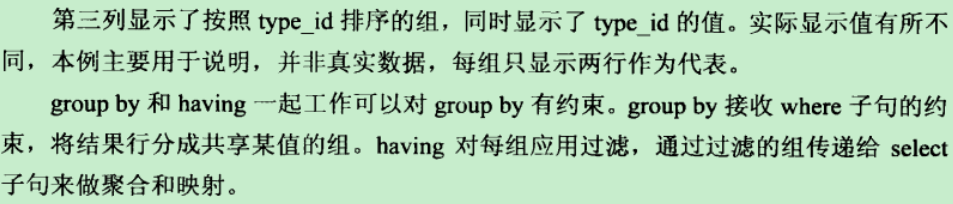 第三列显示了按照 type_id 排序的组，同时显示了 type_id 的值。实际显示值有所不
同，本例主要用于说明，并非真实数据，每组只显示两行作为代表。
group by 和 having 一起工作可以对 group by 有约束。group by 接收 where 子句的约
束，将结果行分成共享某值的组。having 对每组应用过滤，通过过滤的组传递给 select
子句来做聚合和映射。